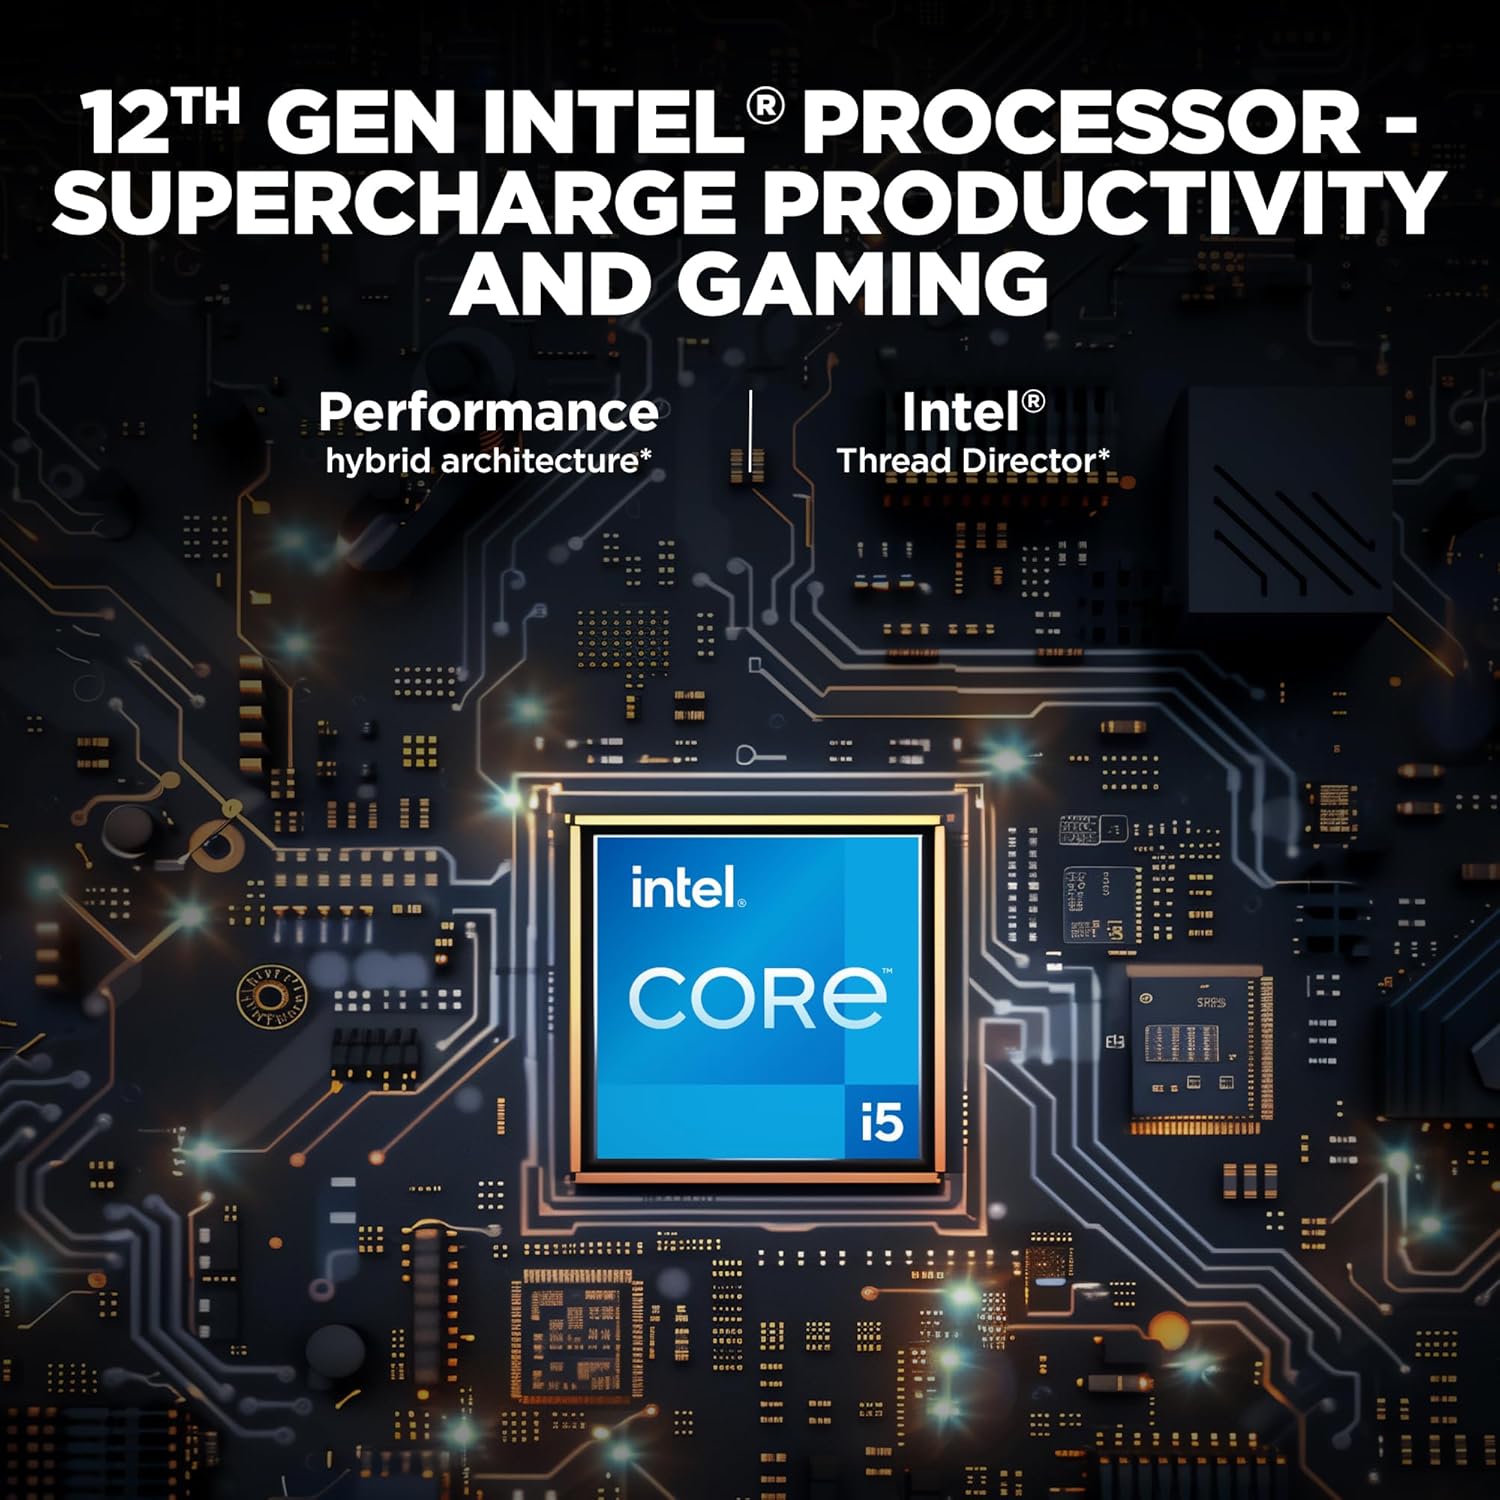 12TH GEN INTEL® PROCESSOR -
SUPERCHARGE PRODUCTIVITY
AND GAMING
Performance
hybrid architecture*
Intel®
Thread Director*
intel®
CORE™
i5